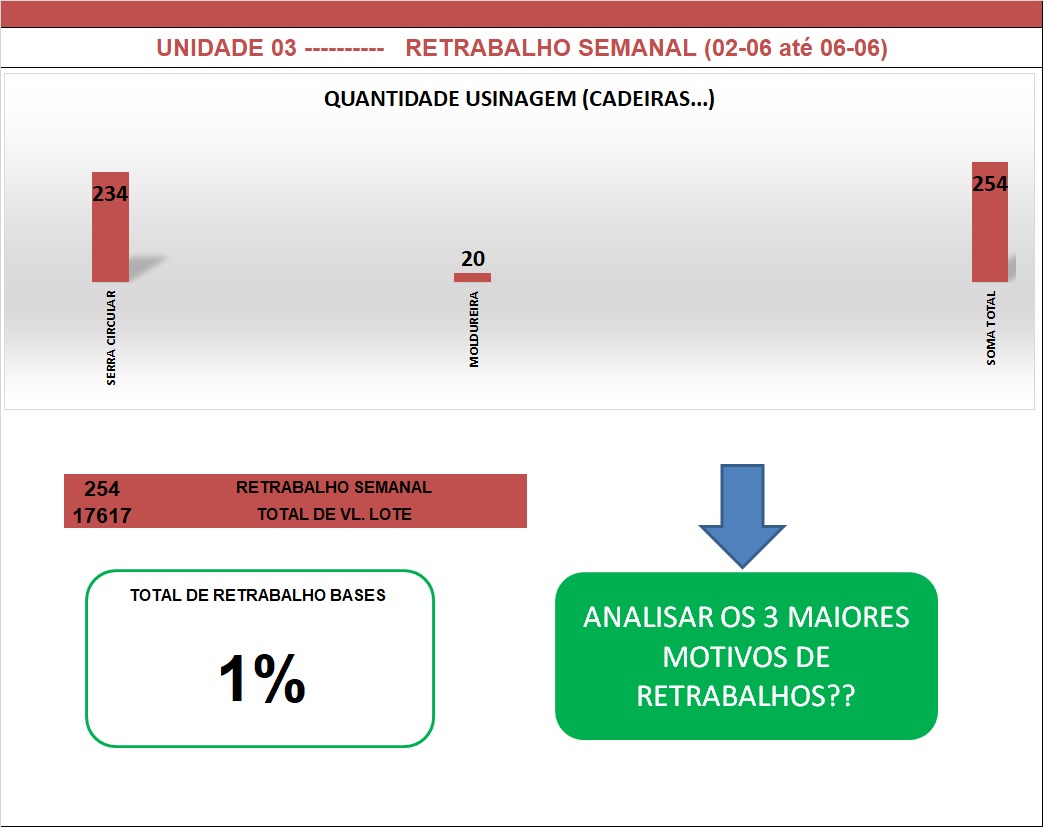 UNIDADE 03 ---------- RETRABALHO SEMANAL (02-06 até 06-06)
QUANTIDADE USINAGEM (CADEIRAS...)
234
20
254
SERRA CIRCULAR
MOLDUREIRA
SOMA TOTAL
254 RETRABALHO SEMANAL
17617 TOTAL DE VL. LOTE
TOTAL DE RETRABALHO BASES
1%
ANALISAR OS 3 MAIORES
MOTIVOS DE
RETRABALHOS??